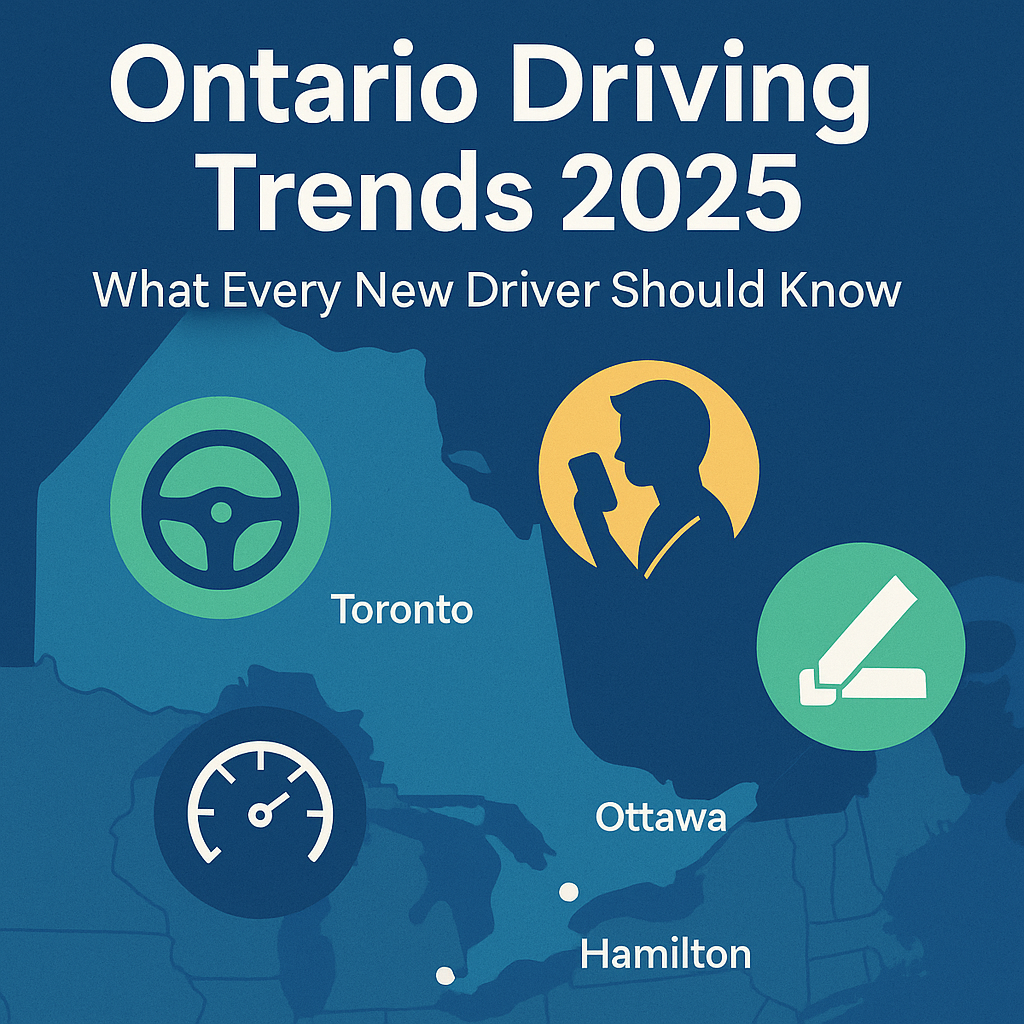 Ontario Driving
Trends 2025
What Every New Driver Should Know
Toronto
Ottawa
Hamilton